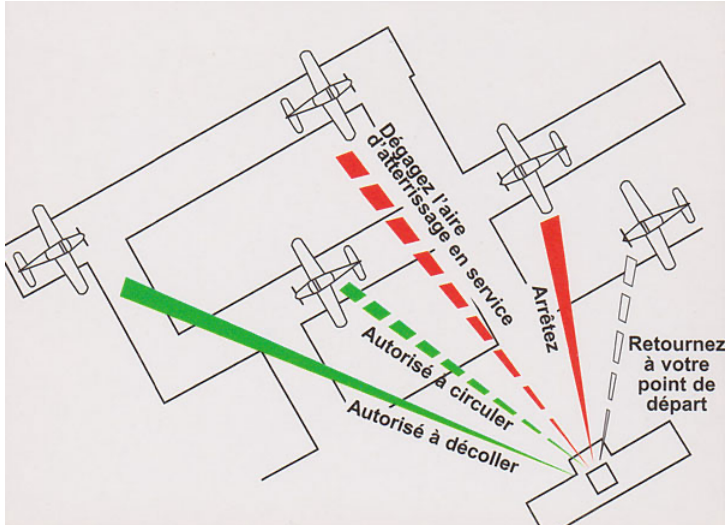 Dégagez l'aire
d'atterrissage en service
Arrêtez
Retournez
à votre
point de
départ
Autorisé à circuler
Autorisé à décoller